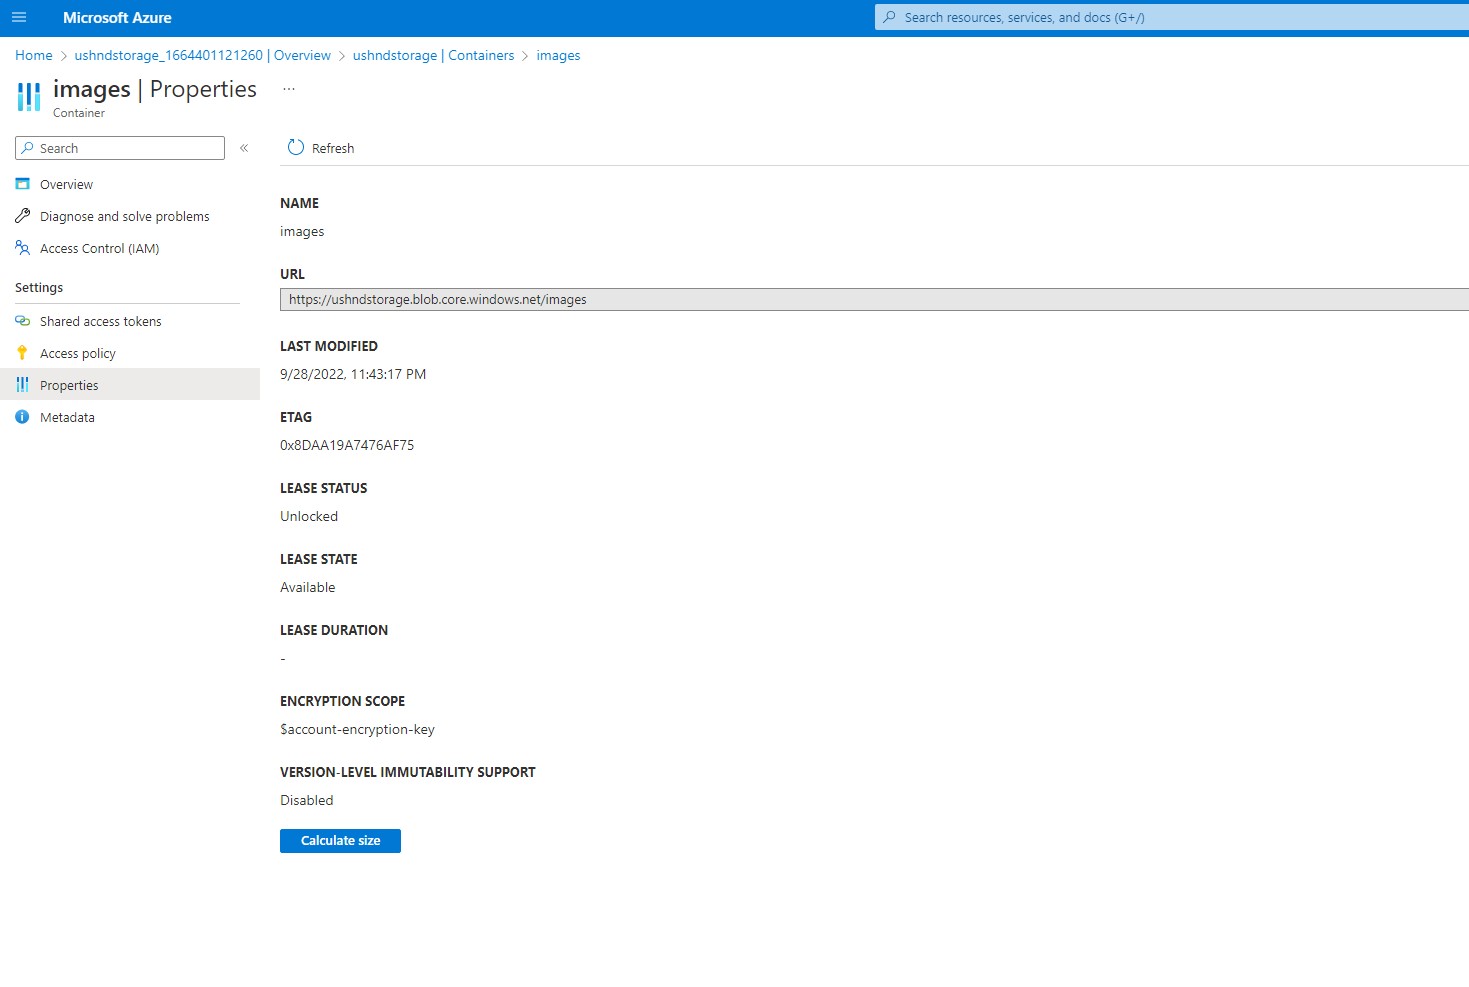 Microsoft Azure
Search resources, services, and docs (G+/)
Home > ushndstorage_1664401121260 | Overview > ushndstorage | Containers > images
images | Properties ...
Container
Search «
Refresh
Overview
Diagnose and solve problems
Access Control (IAM)
Settings
Shared access tokens
Access policy
Properties
Metadata
NAME
images
URL
https://ushndstorage.blob.core.windows.net/images
LAST MODIFIED
9/28/2022, 11:43:17 PM
ETAG
0x8DAA19A7476AF75
LEASE STATUS
Unlocked
LEASE STATE
Available
LEASE DURATION
-
ENCRYPTION SCOPE
$account-encryption-key
VERSION-LEVEL IMMUTABILITY SUPPORT
Disabled
Calculate size